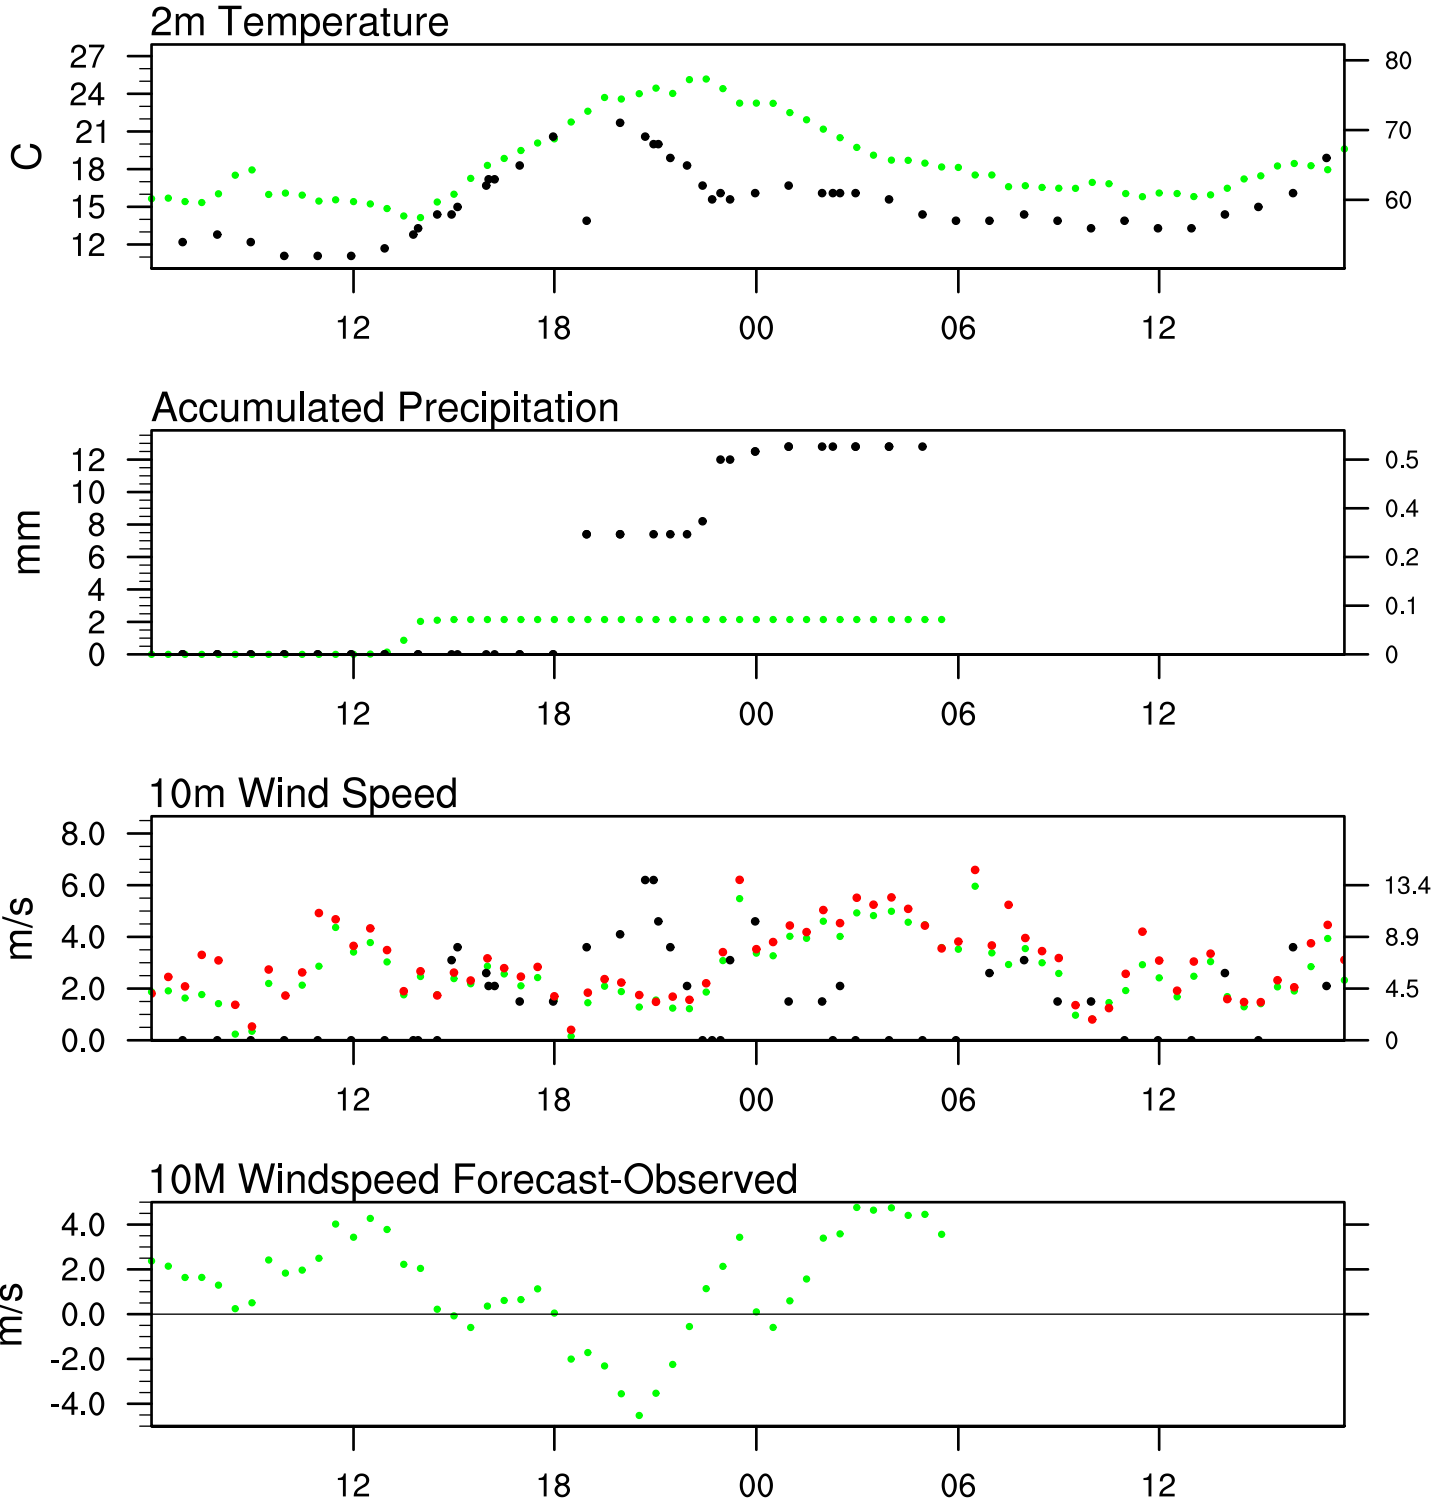 2m Temperature
27
24
21
18
15
12
C
80
70
60
12 18 00 06 12
Accumulated Precipitation
12
10
8
6
4
2
0
mm
0.5
0.4
0.2
0.1
0
12 18 00 06 12
10m Wind Speed
8.0
6.0
4.0
2.0
0.0
m/s
13.4
8.9
4.5
0
12 18 00 06 12
10M Windspeed Forecast-Observed
4.0
2.0
0.0
-2.0
-4.0
m/s
12 18 00 06 12